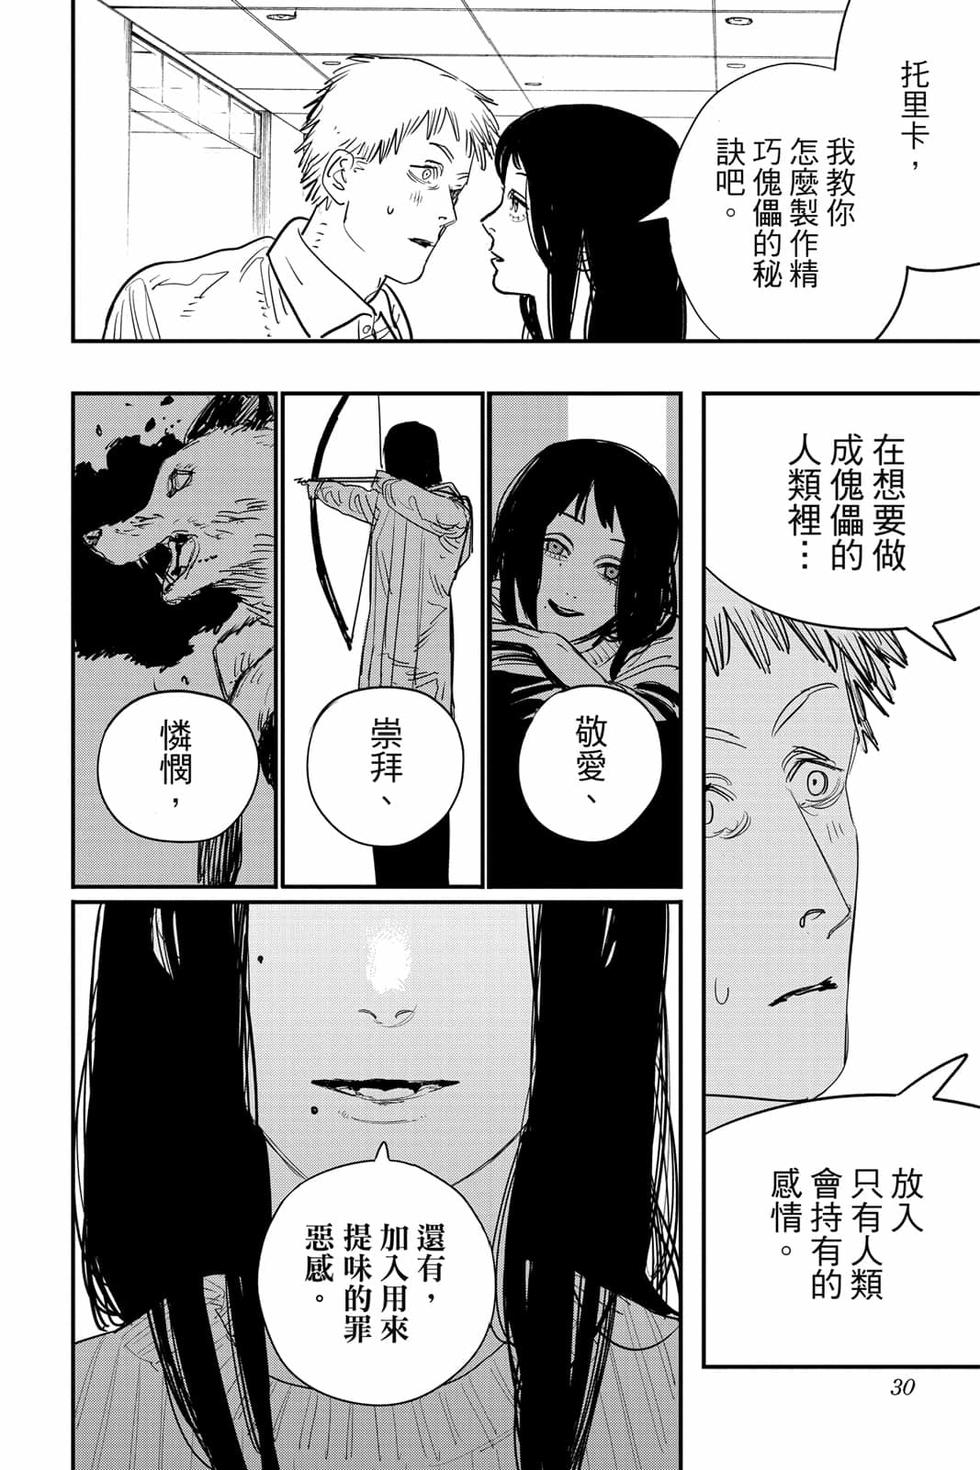 托里卡，
我教你
怎麼製作精
巧傀儡的秘
訣吧。
在想要做
成傀儡的
人類裡…
放入
只有人類
會持有的
感情。
敬愛、
崇拜、
憐憫，
還有，
加入用來
提味的罪
惡感。
30